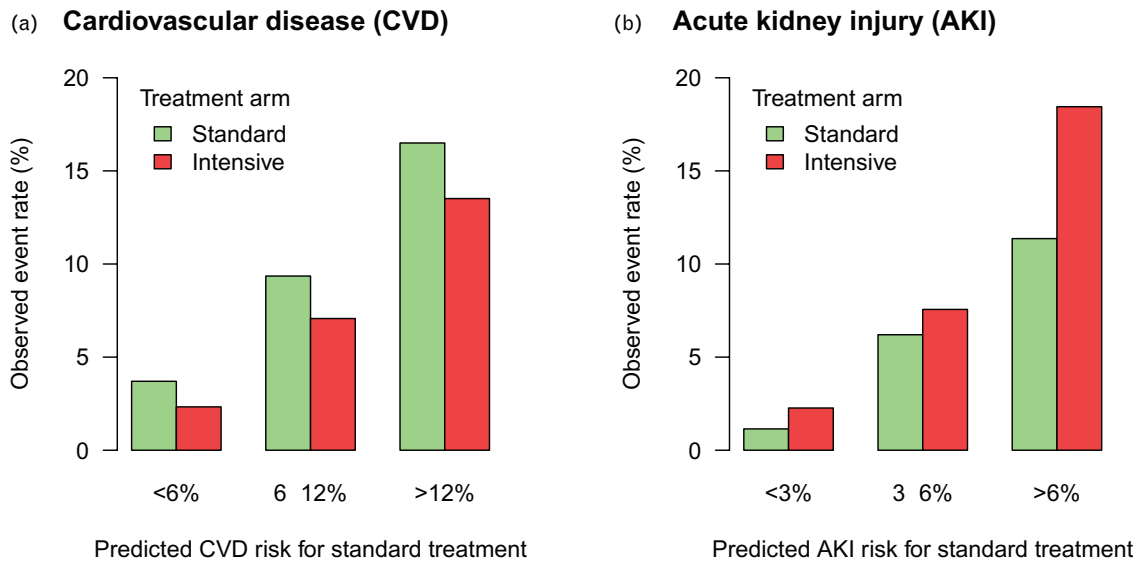 (a) Cardiovascular disease (CVD)
Observed event rate (%)
20
15
10
5
0
Treatment arm
Standard
Intensive
<6% 6 12% >12%
Predicted CVD risk for standard treatment
(b) Acute kidney injury (AKI)
Observed event rate (%)
20
15
10
5
0
Treatment arm
Standard
Intensive
<3% 3 6% >6%
Predicted AKI risk for standard treatment